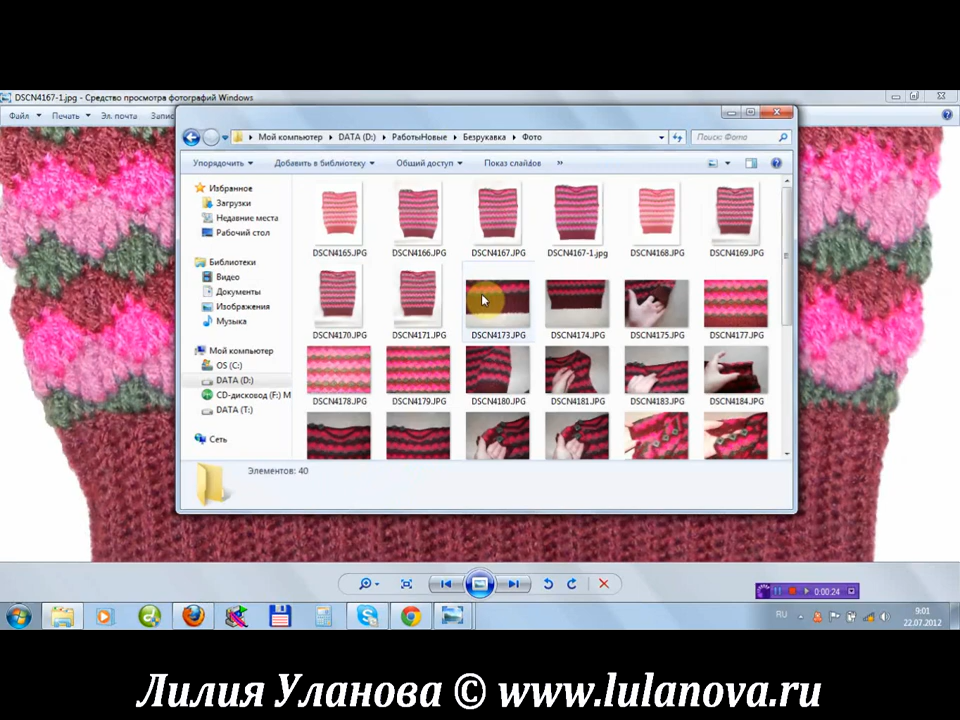 DSCN4167-1.jpg - Средство просмотра фотографий Windows
Файл Печать Эл. почта Запис
Мой компьютер DATA (D:) РаботыНовые Безрукавка Фото Поиск: Фото
Упорядочить Добавить в библиотеку Общий доступ Показ слайдов »
Избранное
Загрузки
Недавние места
Рабочий стол
Библиотеки
Видео
Документы
Изображения
Музыка
Мой компьютер
OS (C:)
DATA (D:)
CD-дисковод (F:) M
DATA (T:)
Сеть
DSCN4165.JPG DSCN4166.JPG DSCN4167.JPG DSCN4167-1.jpg DSCN4168.JPG DSCN4169.JPG
DSCN4170.JPG DSCN4171.JPG DSCN4173.JPG DSCN4174.JPG DSCN4175.JPG DSCN4177.JPG
DSCN4178.JPG DSCN4179.JPG DSCN4180.JPG DSCN4181.JPG DSCN4183.JPG DSCN4184.JPG
Элементов: 40
0:00:24
RU
9:01
22.07.2012
Лилия Уланова © www.lulanova.ru